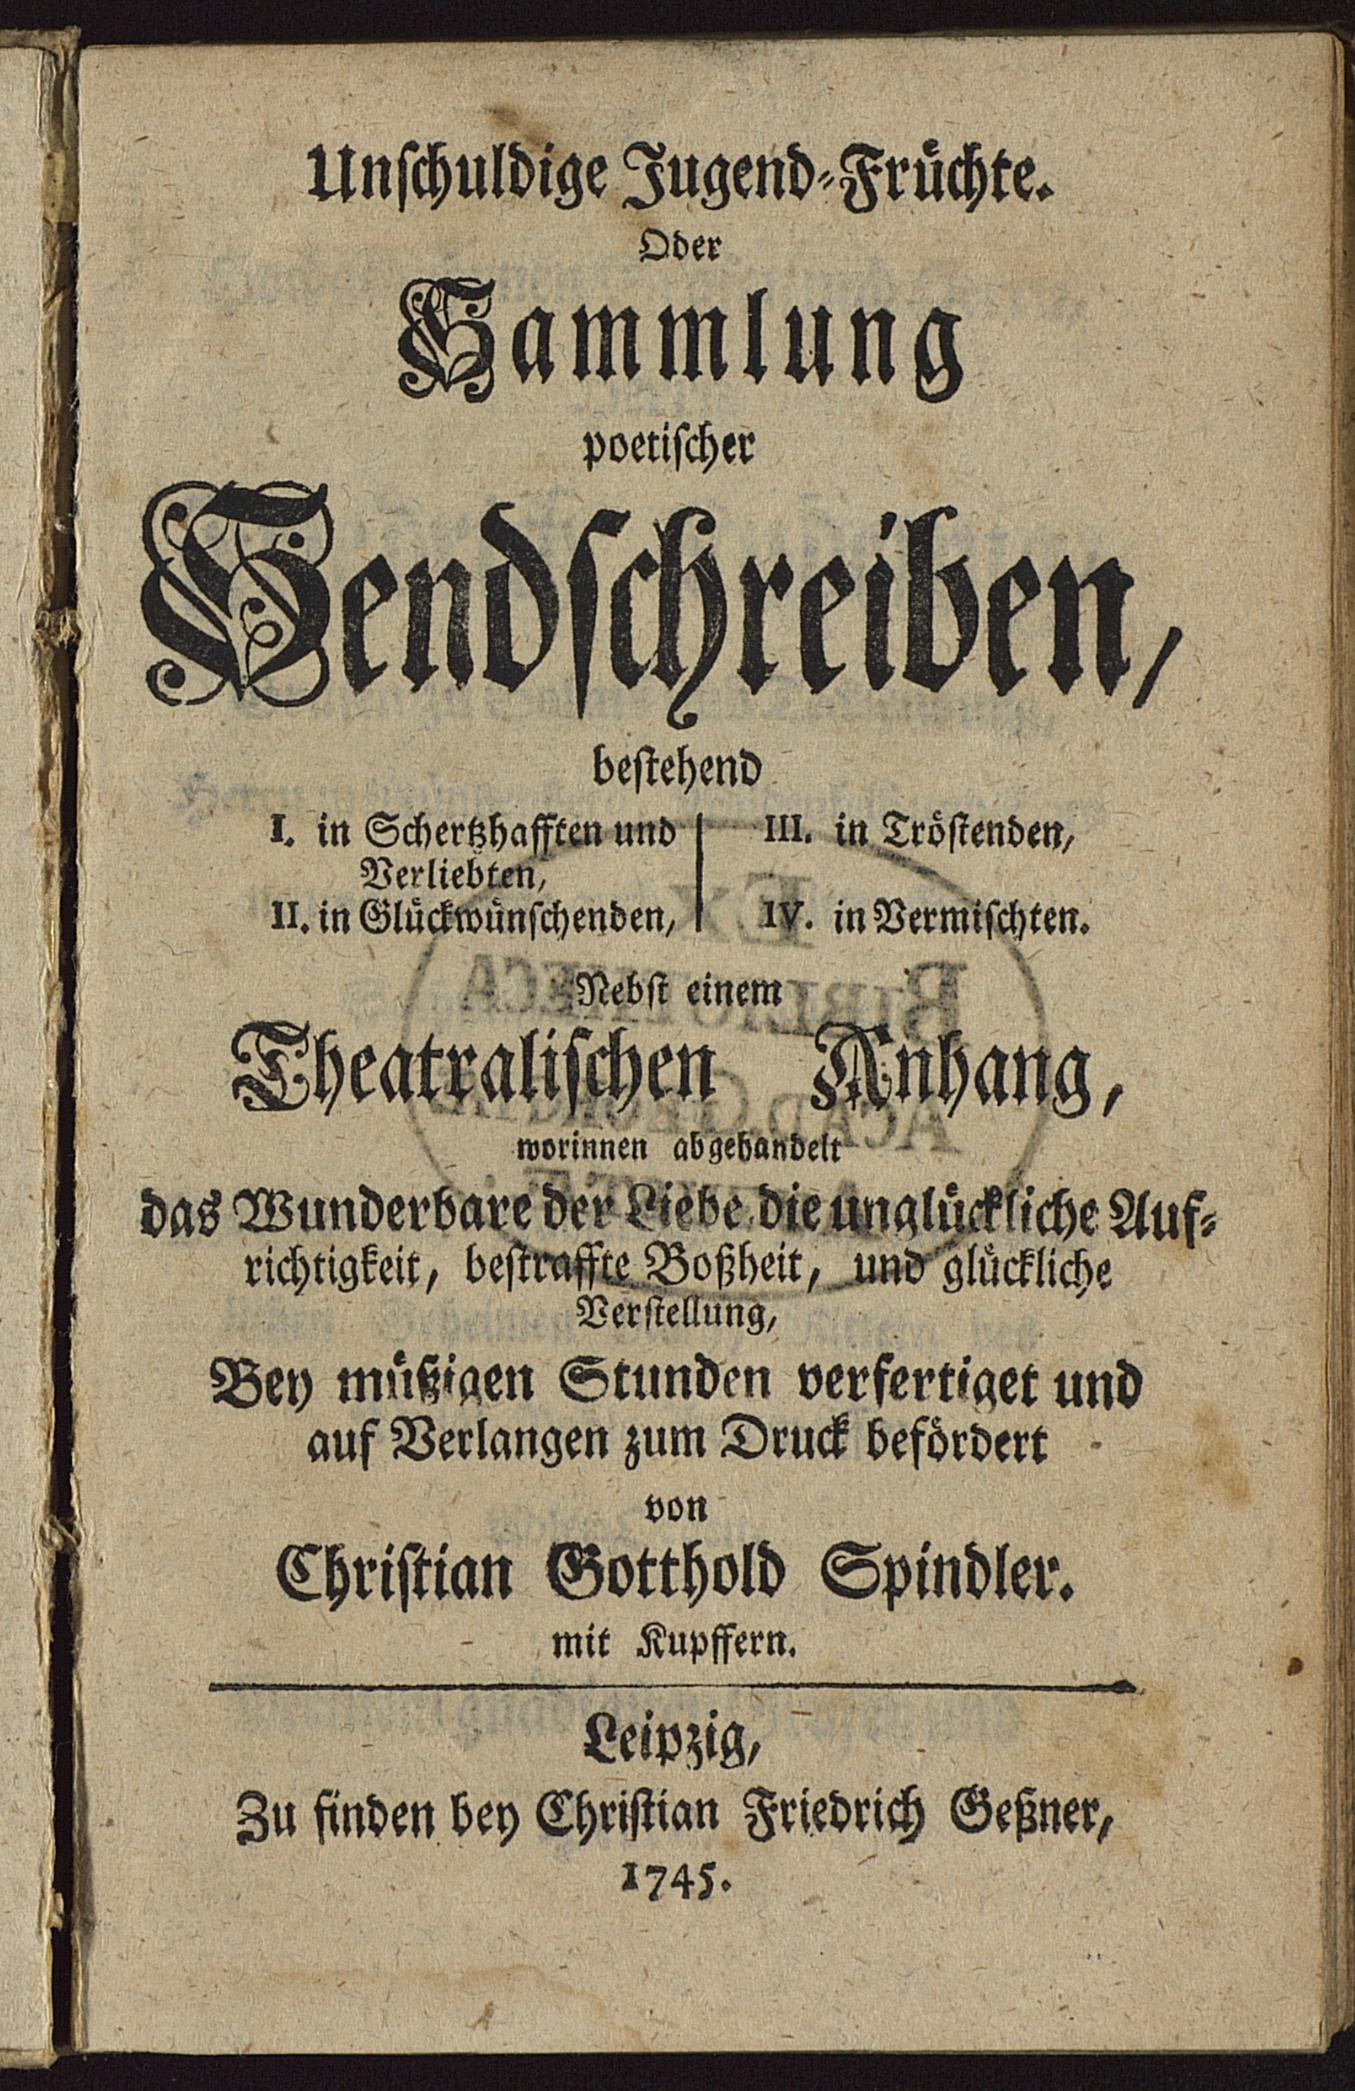 Unſchuldige Jugend-Früchte.
Oder
Sammlung
poetiſcher
Sendſchreiben,
beſtehend
I. in Schertzhafften und
Verliebten,
II. in Glückwünſchenden,
III. in Tröſtenden,
IV. in Vermiſchten.
Nebſt einem
Theatraliſchen Anhang,
worinnen abgehandelt
das Wunderbare der Liebe, die unglückliche Auf-
richtigkeit, beſtraffte Boßheit, und glückliche
Verſtellung,
Bey müßigen Stunden verfertiget und
auf Verlangen zum Druck befördert
von
Chriſtian Gotthold Spindler.
mit Kupffern.
Leipzig,
Zu finden bey Chriſtian Friedrich Geßner,
1745.
EX
BIBLIOTHECA
ACAD. GEORGIÆ